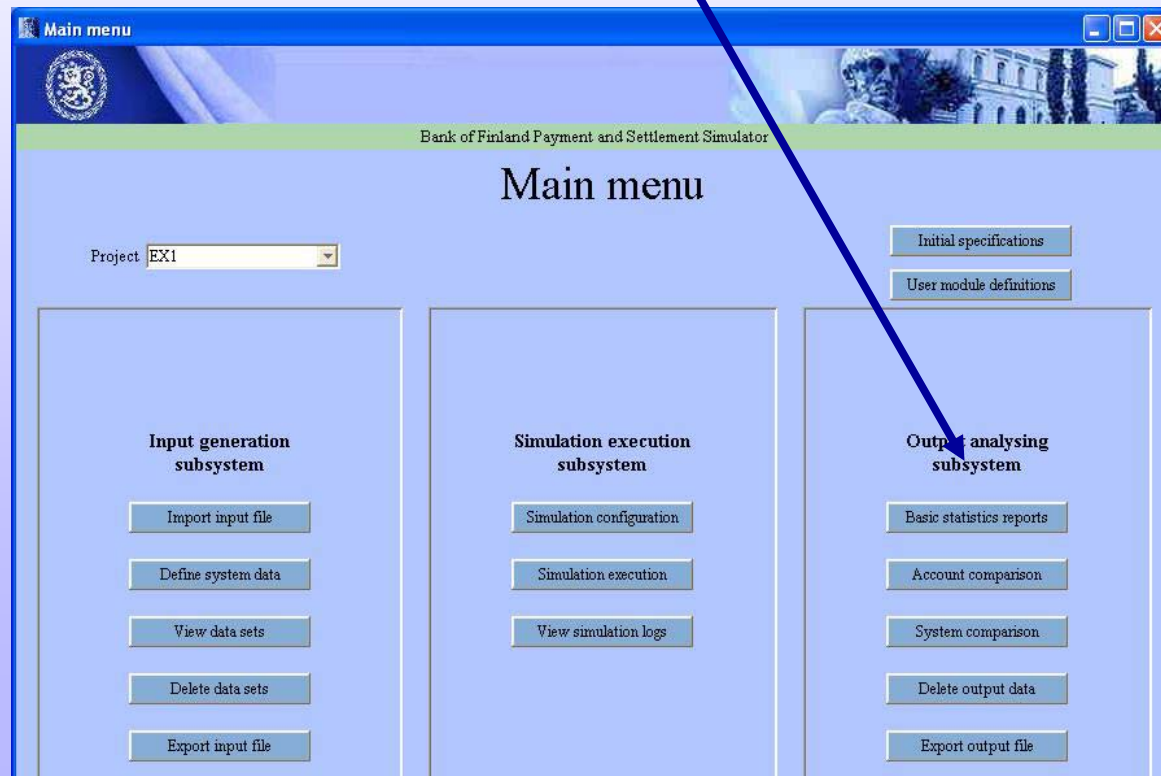 Main menu
Bank of Finland Payment and Settlement Simulator
Main menu
Project EX1
Initial specifications
User module definitions
Input generation
subsystem
Import input file
Define system data
View data sets
Delete data sets
Export input file
Simulation execution
subsystem
Simulation configuration
Simulation execution
View simulation logs
Output analysing
subsystem
Basic statistics reports
Account comparison
System comparison
Delete output data
Export output file